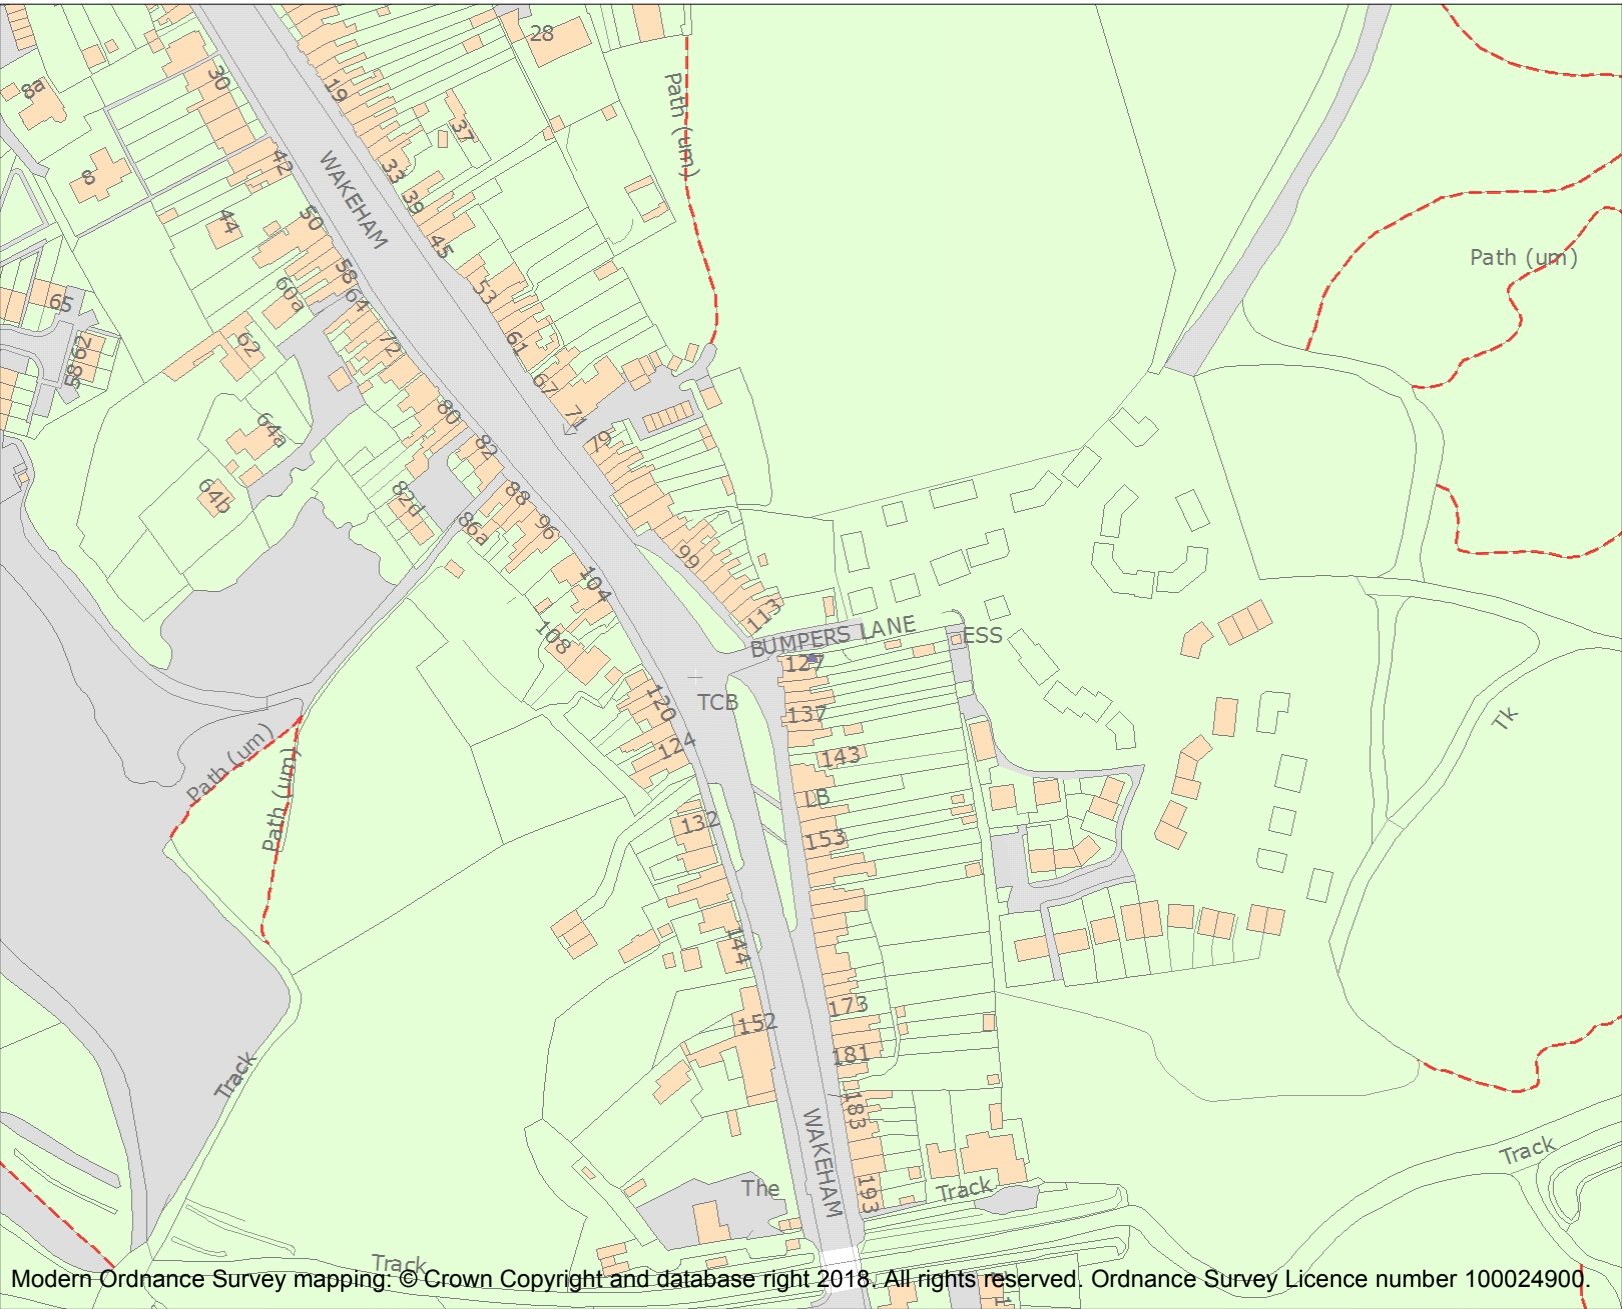 28
19
30
8a
Path (um)
37
WAKEHAM
42
8
33
39
44
50
45
Path (um)
58
60a
64
53
65
62
72
61
62
58
67
80
71
64a
79
82
64b
82d
88
86a
96
99
104
113
108
BUMPERS LANE
ESS
127
120
TCB
137
Tk
124
143
Path (um)
Path (um)
LB
132
153
144
173
152
181
Track
183
WAKEHAM
Track
The
193
Track
Track
Modern Ordnance Survey mapping: © Crown Copyright and database right 2018. All rights reserved. Ordnance Survey Licence number 100024900.